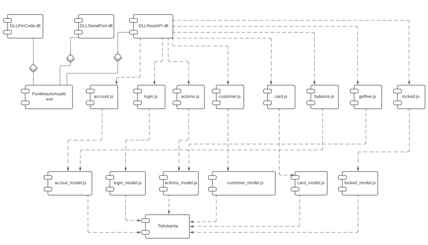 DLLPinCode.dll
DLLSerialPort.dll
DLLRestAPI.dll
Pankkiautomaatti.
exe
account.js
login.js
actions.js
customer.js
card.js
balance.js
getfive.js
locked.js
accout_model.js
login_model.js
actions_model.js
customer_model.js
card_model.js
locked_model.js
Tietokanta